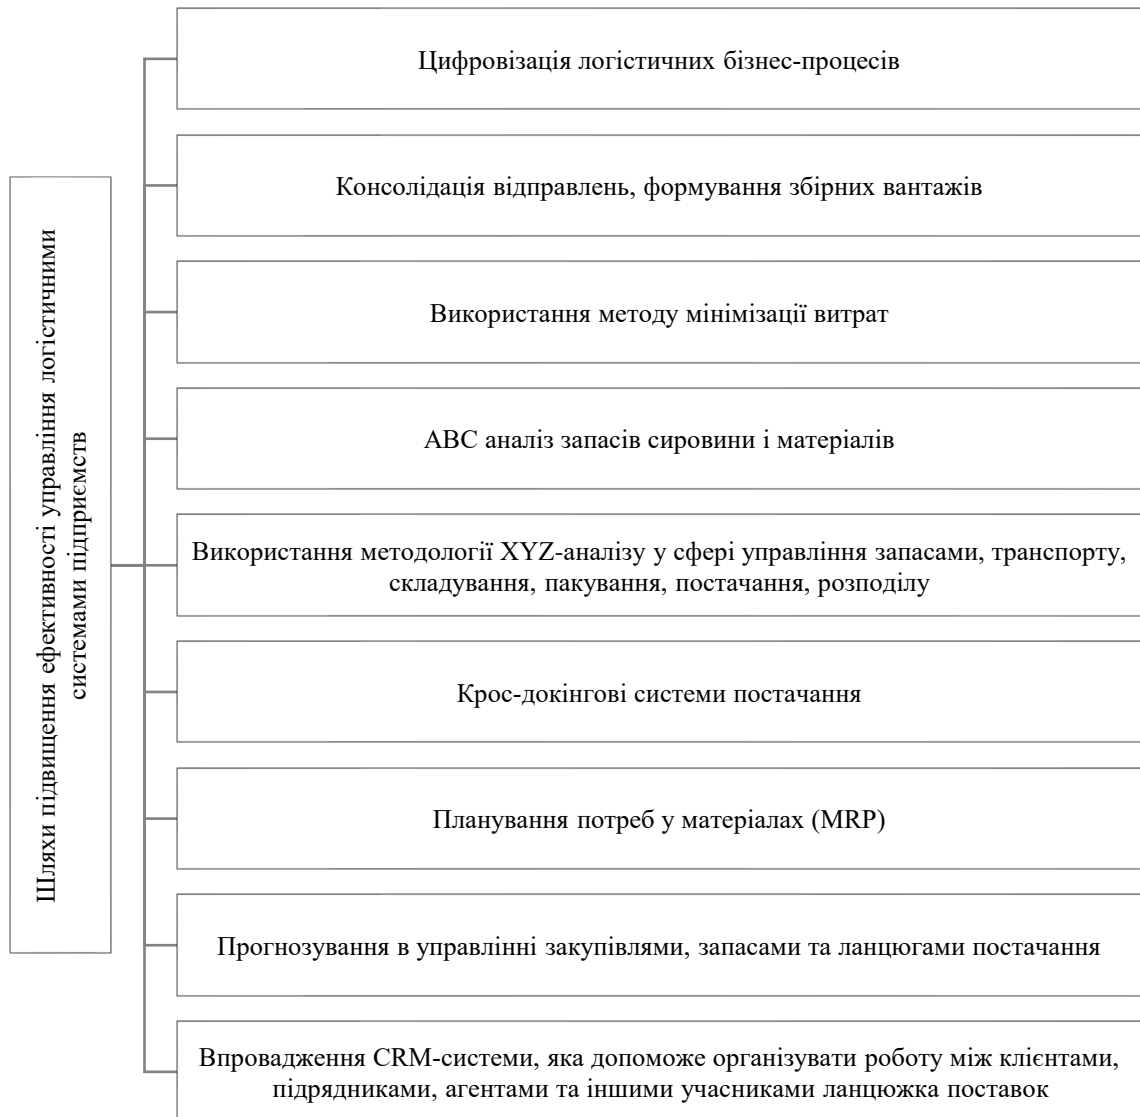 Шляхи підвищення ефективності управління логістичними
системами підприємств
Цифровізація логістичних бізнес-процесів
Консолідація відправлень, формування збірних вантажів
Використання методу мінімізації витрат
АВС аналіз запасів сировини і матеріалів
Використання методології XYZ-аналізу у сфері управління запасами, транспорту,
складування, пакування, постачання, розподілу
Крос-докінгові системи постачання
Планування потреб у матеріалах (MRP)
Прогнозування в управлінні закупівлями, запасами та ланцюгами постачання
Впровадження CRM-системи, яка допоможе організувати роботу між клієнтами,
підрядниками, агентами та іншими учасниками ланцюжка поставок